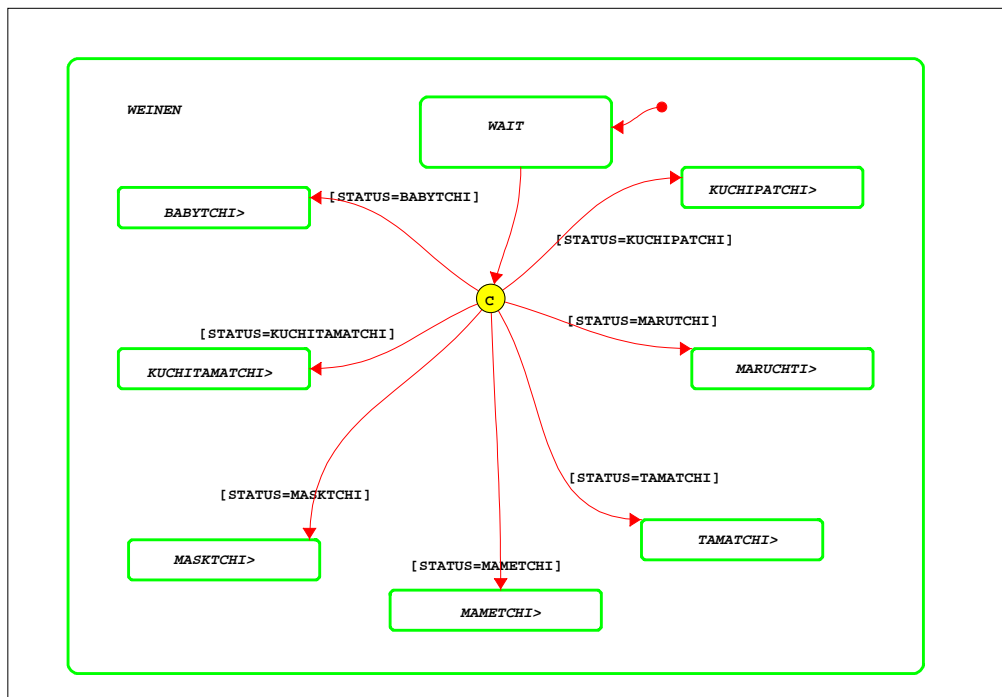 WEINEN
WAIT
KUCHIPATCHI>
[STATUS=BABYTCHI]
BABYTCHI>
[STATUS=KUCHIPATCHI]
C
[STATUS=MARUTCHI]
[STATUS=KUCHITAMATCHI]
KUCHITAMATCHI>
MARUCHTI>
[STATUS=TAMATCHI]
[STATUS=MASKTCHI]
TAMATCHI>
MASKTCHI>
[STATUS=MAMETCHI]
MAMETCHI>